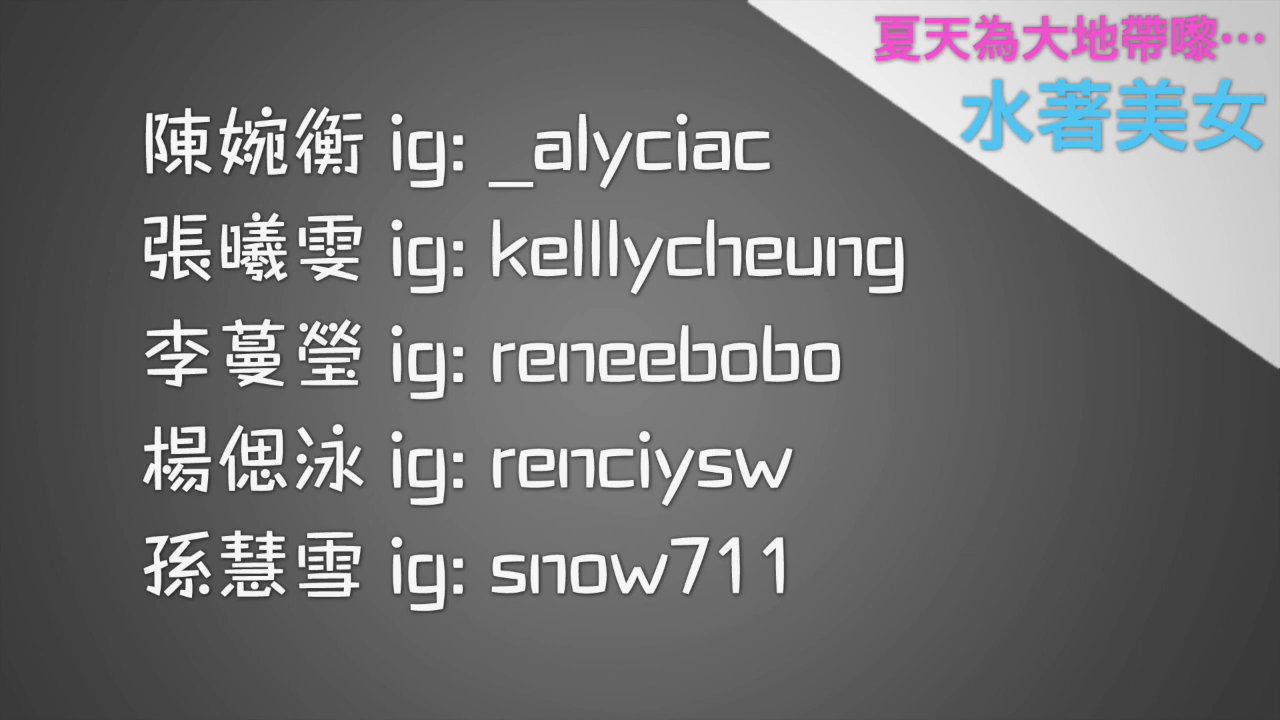 夏天為大地帶嚟…
水著美女
陳婉衡 ig: _alyciac
張曦雯 ig: kelllycheung
李蔓瑩 ig: reneebobo
楊偲泳 ig: renciysw
孫慧雪 ig: snow711